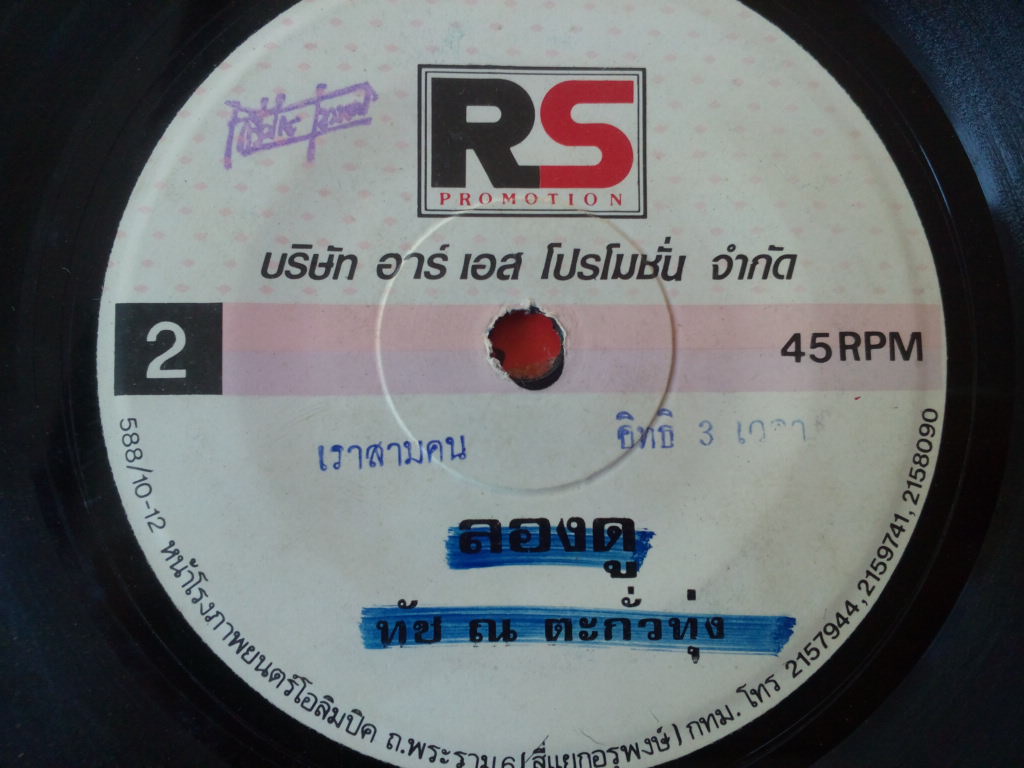 RS
PROMOTION
บริษัท อาร์ เอส โปรโมชั่น จำกัด
2
45RPM
เราสามคน
อิทธิ 3 เวลา
ลองดู
ทัช ณ ตะกั่วทุ่ง
588/10-12 หน้าโรงภาพยนตร์โอลิมปิค ถ.พระราม 6 (สี่แยกอุรุพงษ์) กทม. โทร 2157944, 2159741, 2158090